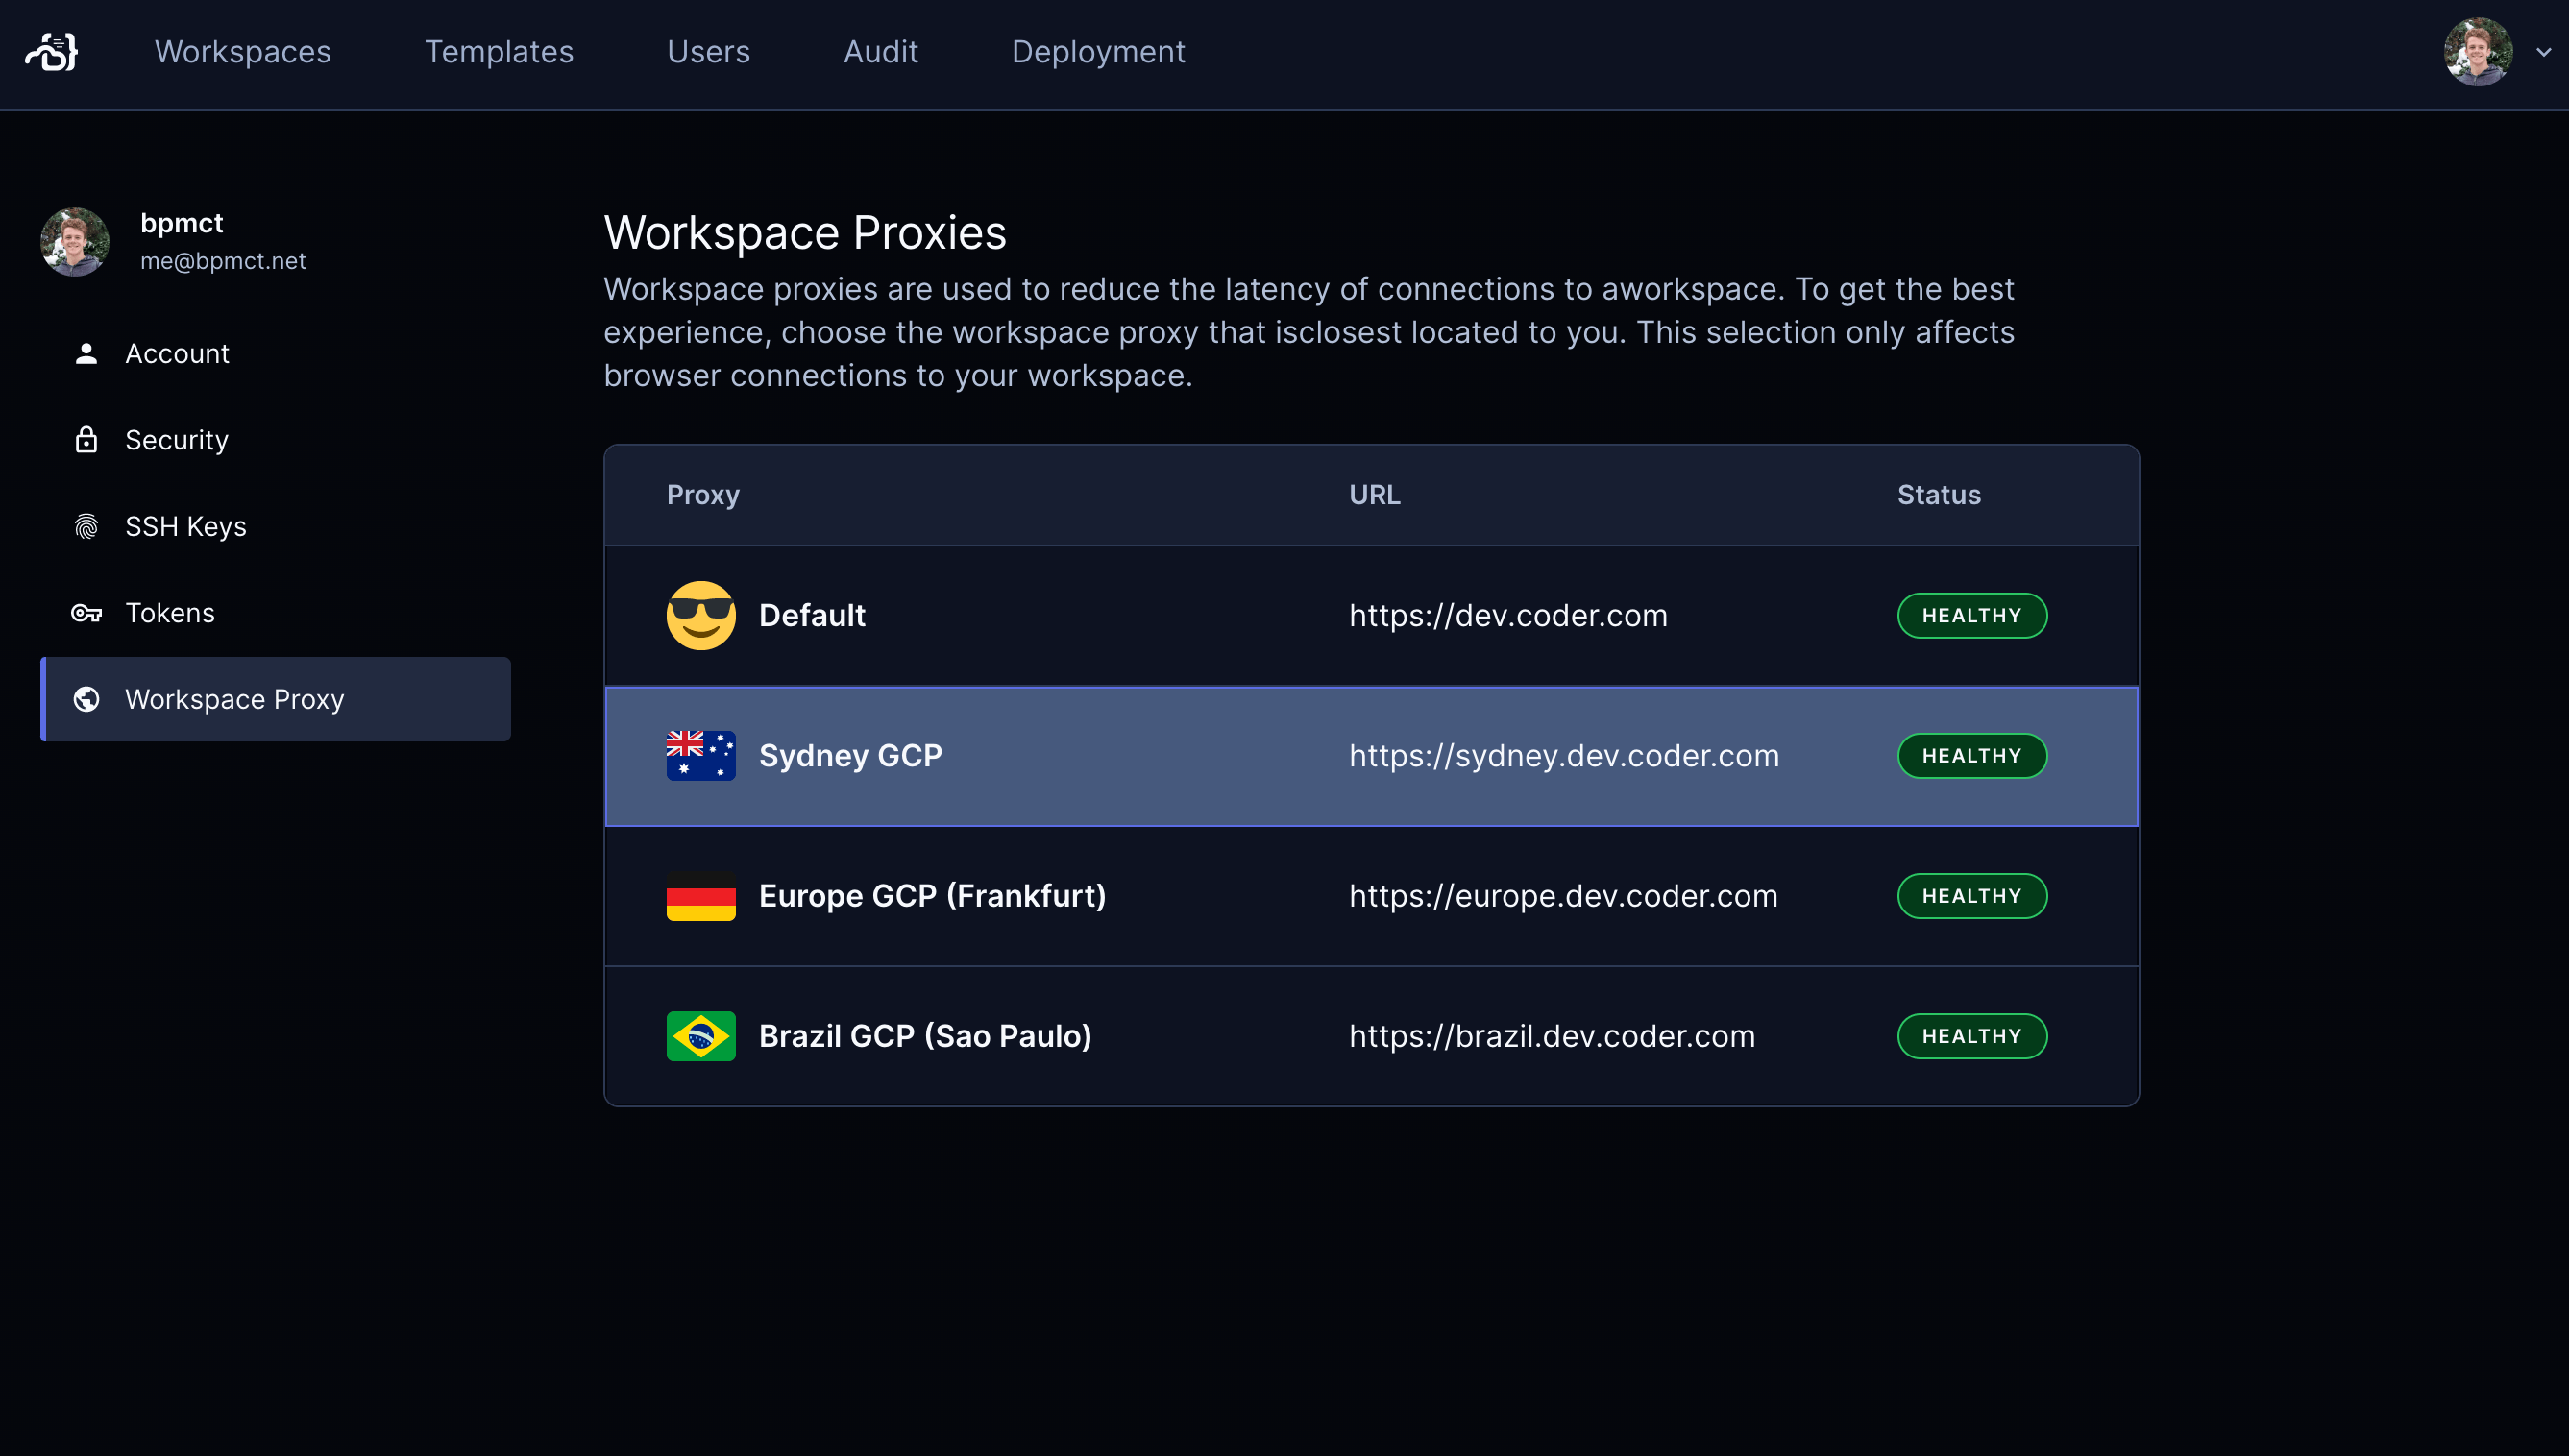 Workspaces Templates Users Audit Deployment
bpmct
me@bpmct.net
Account
Security
SSH Keys
Tokens
Workspace Proxy
Workspace Proxies
Workspace proxies are used to reduce the latency of connections to aworkspace. To get the best
experience, choose the workspace proxy that isclosest located to you. This selection only affects
browser connections to your workspace.
Proxy URL Status
Default https://dev.coder.com HEALTHY
Sydney GCP https://sydney.dev.coder.com HEALTHY
Europe GCP (Frankfurt) https://europe.dev.coder.com HEALTHY
Brazil GCP (Sao Paulo) https://brazil.dev.coder.com HEALTHY